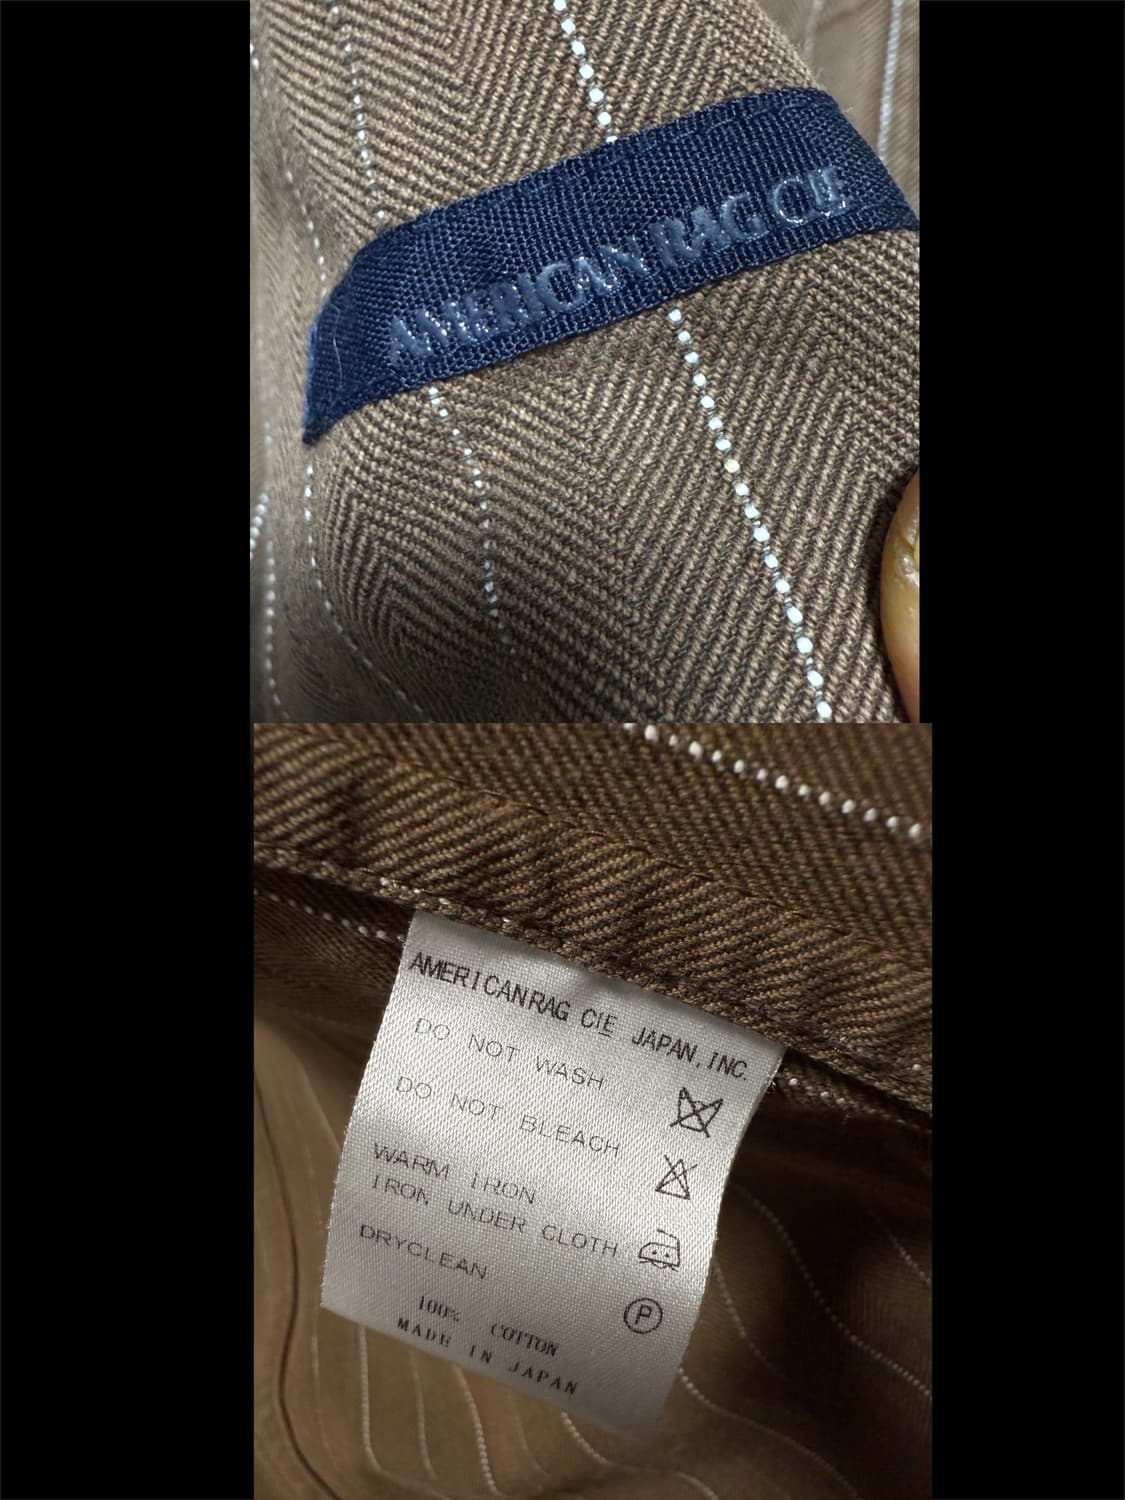 AMERICAN RAG CIE
AMERICANRAG CIE JAPAN, INC.
DO NOT WASH
DO NOT BLEACH
WARM IRON
IRON UNDER CLOTH
DRYCLEAN
P
100% COTTON
MADE IN JAPAN